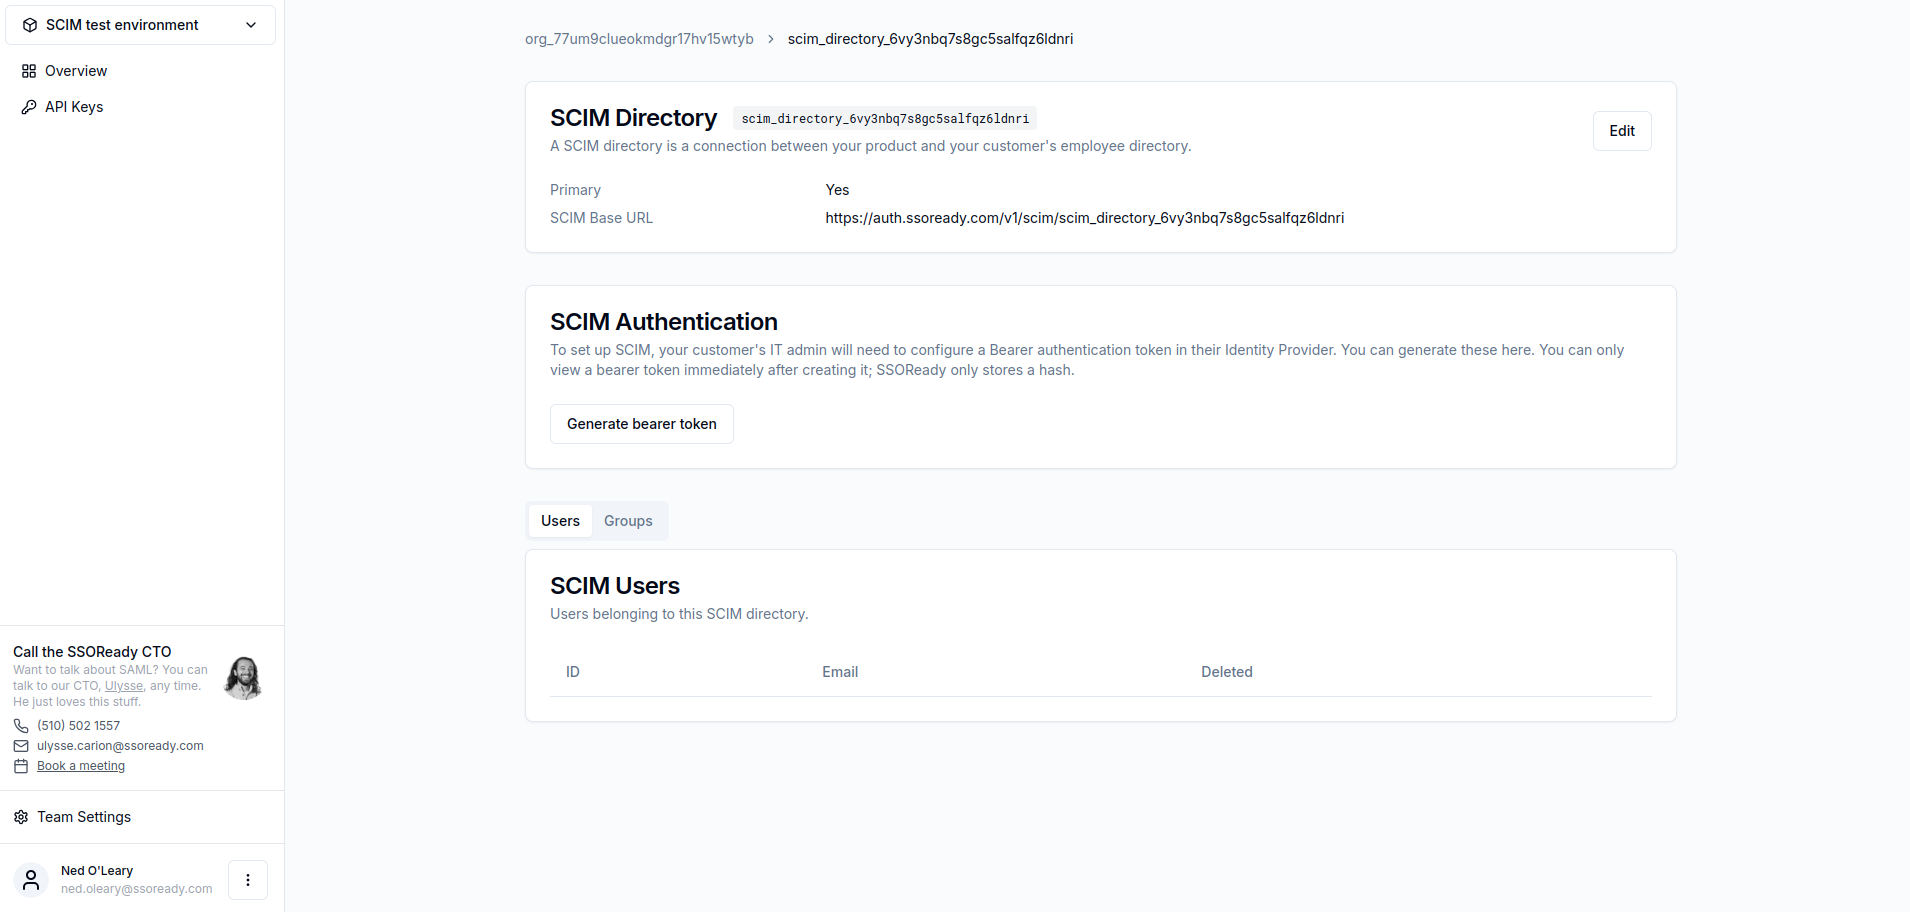 SCIM test environment
Overview
API Keys
Call the SSOReady CTO
Want to talk about SAML? You can
talk to our CTO, Ulysse, any time.
He just loves this stuff.
(510) 502 1557
ulysse.carion@ssoready.com
Book a meeting
Team Settings
Ned O'Leary
ned.oleary@ssoready.com
org_77um9clueokmdgr17hv15wtyb > scim_directory_6vy3nbq7s8gc5salfqz6ldnri
SCIM Directory scim_directory_6vy3nbq7s8gc5salfqz6ldnri
A SCIM directory is a connection between your product and your customer's employee directory.
Edit
Primary Yes
SCIM Base URL https://auth.ssoready.com/v1/scim/scim_directory_6vy3nbq7s8gc5salfqz6ldnri
SCIM Authentication
To set up SCIM, your customer's IT admin will need to configure a Bearer authentication token in their Identity Provider. You can generate these here. You can only
view a bearer token immediately after creating it; SSOReady only stores a hash.
Generate bearer token
Users Groups
SCIM Users
Users belonging to this SCIM directory.
ID Email Deleted